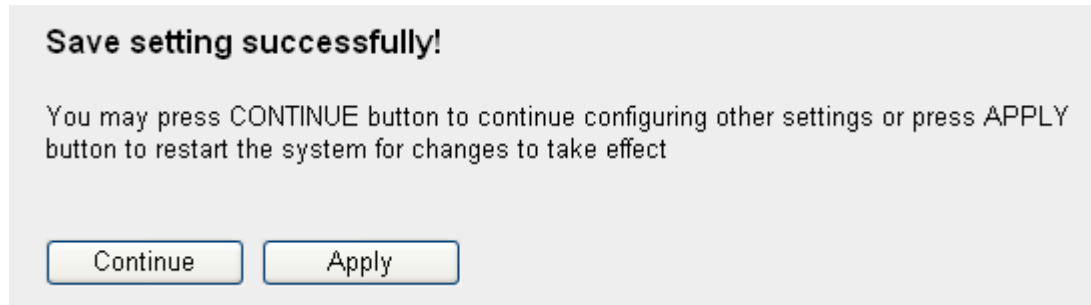 Save setting successfully!
You may press CONTINUE button to continue configuring other settings or press APPLY
button to restart the system for changes to take effect
Continue
Apply